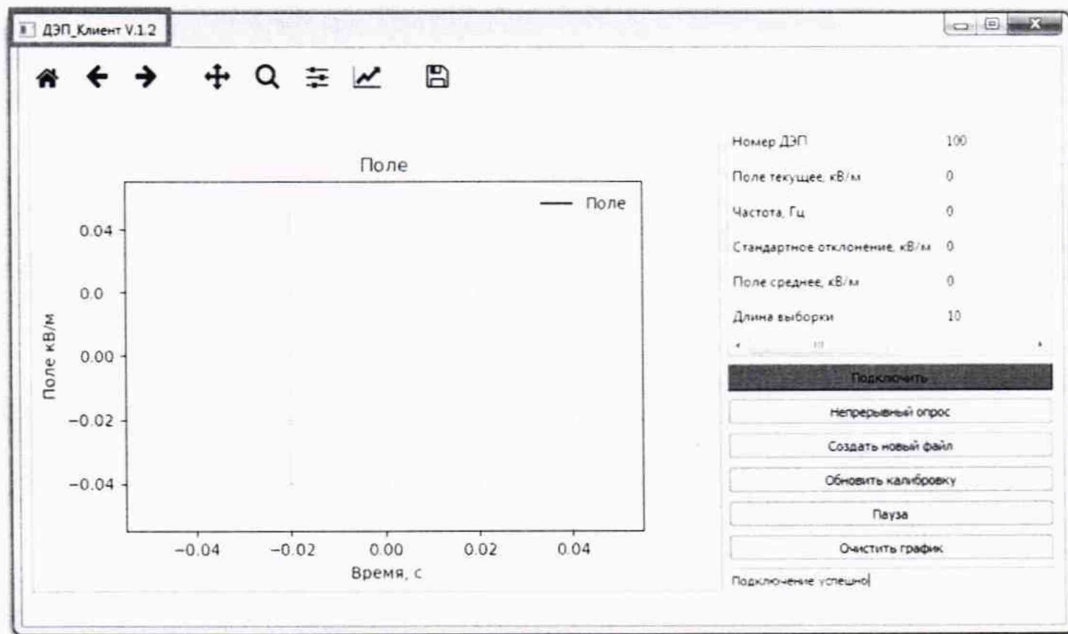 ДЭП_Клиент V.1.2
Поле
Поле
0.04
0.0
0.00
−0.02
−0.04
Поле кВ/м
−0.04
−0.02
0.00
0.02
0.04
Время, с
Номер ДЭП 100
Поле текущее, кВ/м 0
Частота, Гц 0
Стандартное отклонение, кВ/м 0
Поле среднее, кВ/м 0
Длина выборки 10
Подключить
Непрерывный опрос
Создать новый файл
Обновить калибровку
Пауза
Очистить график
Подключение успешно